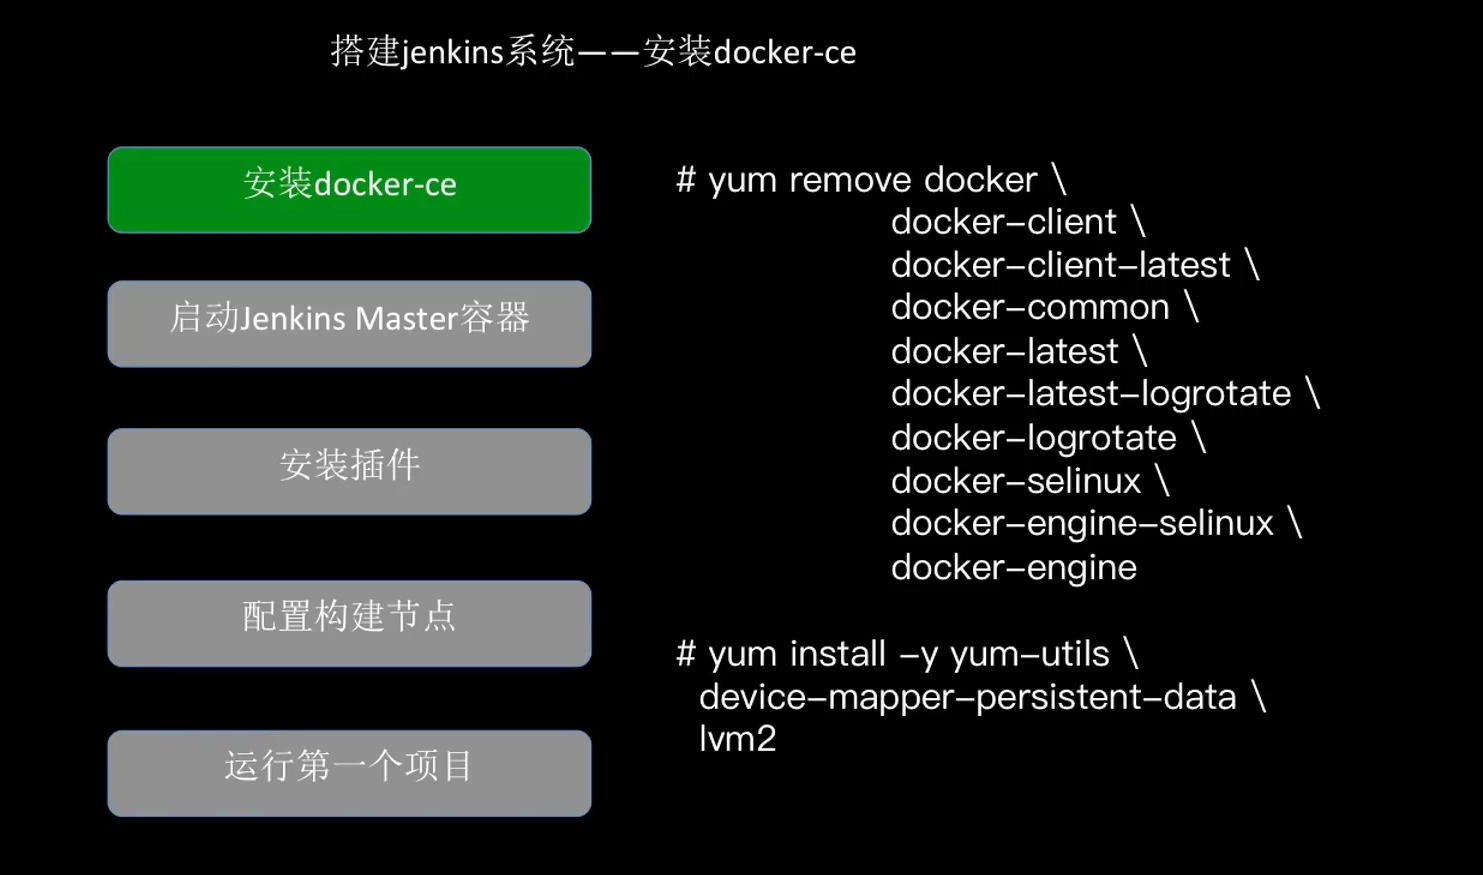 搭建jenkins系统——安装docker-ce
安装docker-ce
启动Jenkins Master容器
安装插件
配置构建节点
运行第一个项目
# yum remove docker \
docker-client \
docker-client-latest \
docker-common \
docker-latest \
docker-latest-logrotate \
docker-logrotate \
docker-selinux \
docker-engine-selinux \
docker-engine
# yum install -y yum-utils \
device-mapper-persistent-data \
lvm2